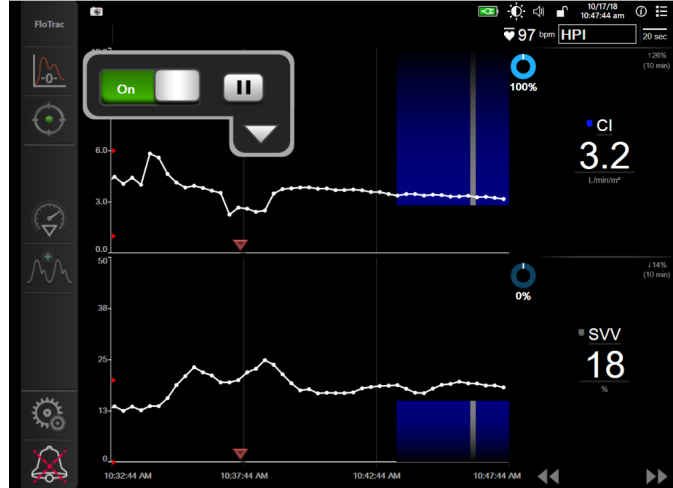 FloTrac
10/17/18
10:47:44 am
97 bpm HPI 20 sec
-0-
On
6.0
3.0
0.0
100%
↑26%
(10 min)
CI
3.2
L/min/m²
50
38
25
13
0
0%
↓14%
(10 min)
SVV
18
%
10:32:44 AM 10:37:44 AM 10:42:44 AM 10:47:44 AM